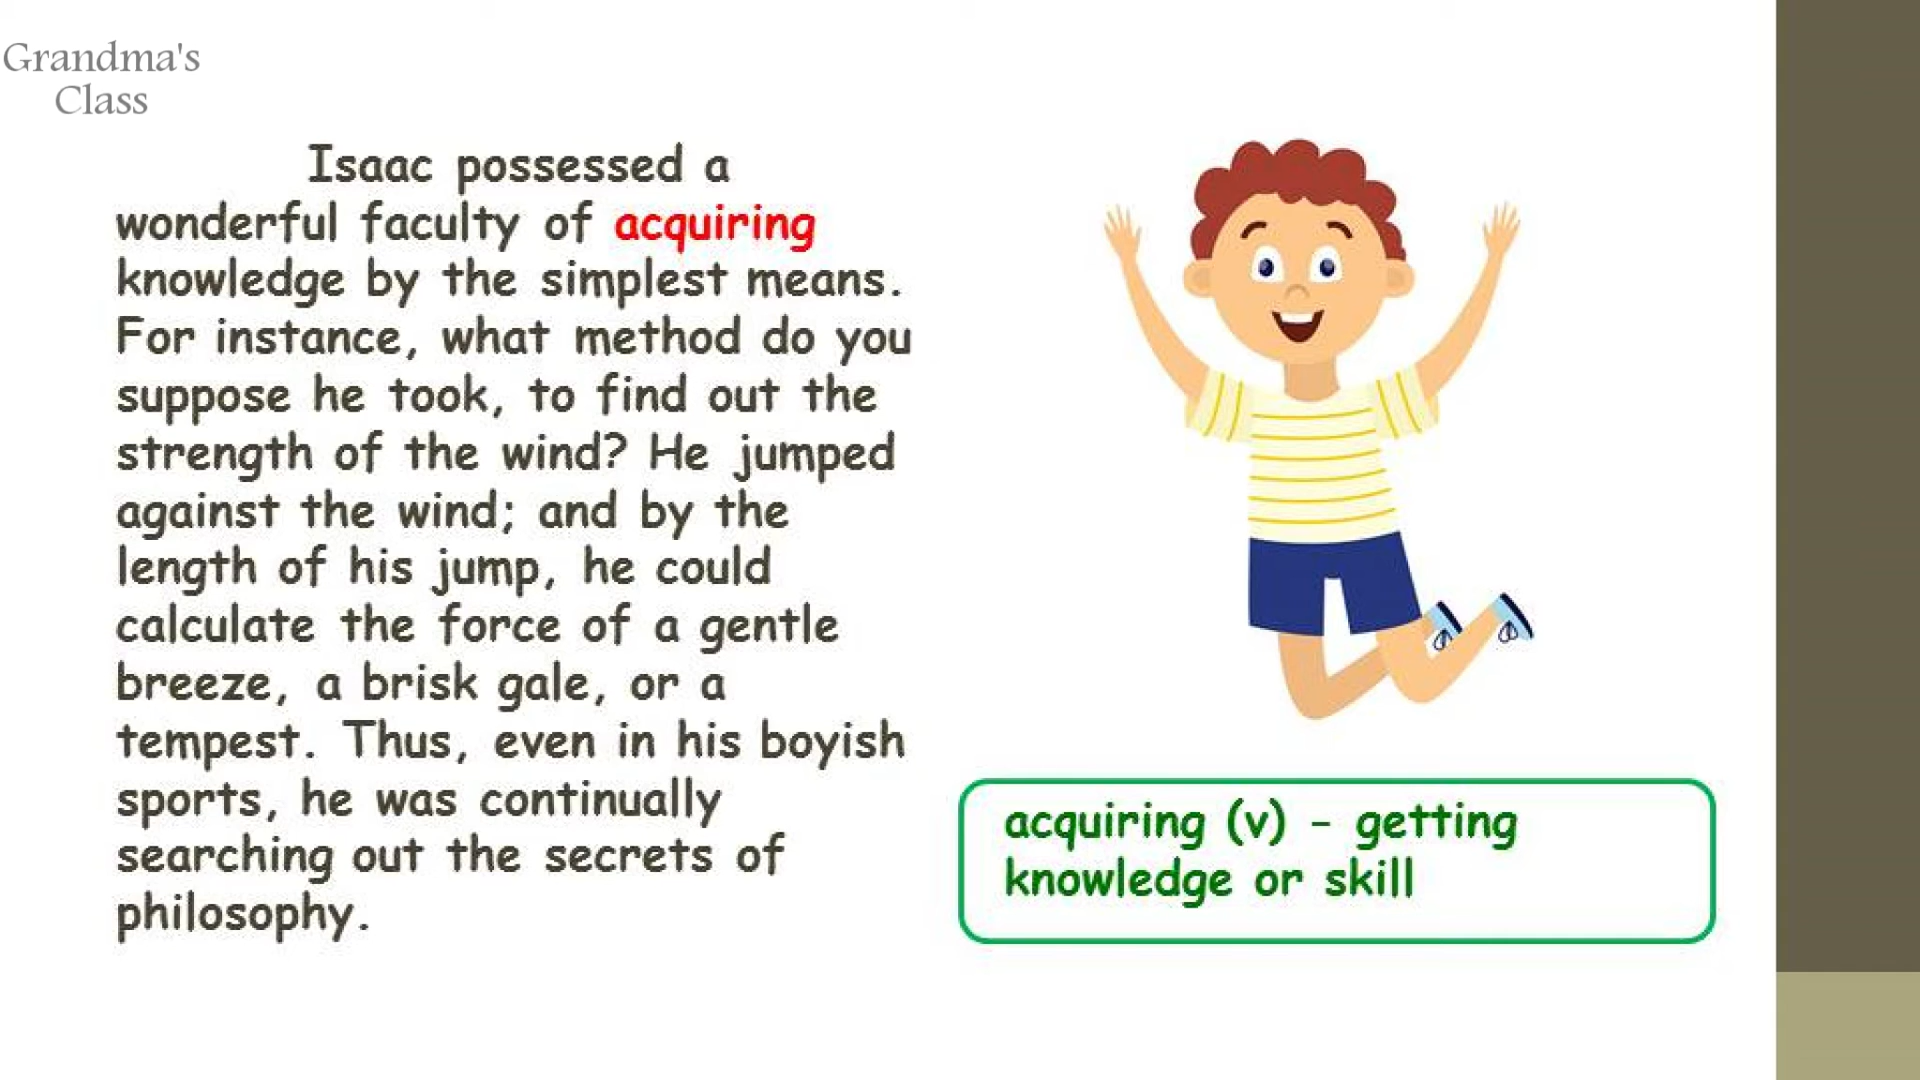 Grandma's
Class
Isaac possessed a
wonderful faculty of acquiring
knowledge by the simplest means.
For instance, what method do you
suppose he took, to find out the
strength of the wind? He jumped
against the wind; and by the
length of his jump, he could
calculate the force of a gentle
breeze, a brisk gale, or a
tempest. Thus, even in his boyish
sports, he was continually
searching out the secrets of
philosophy.
acquiring (v) - getting
knowledge or skill